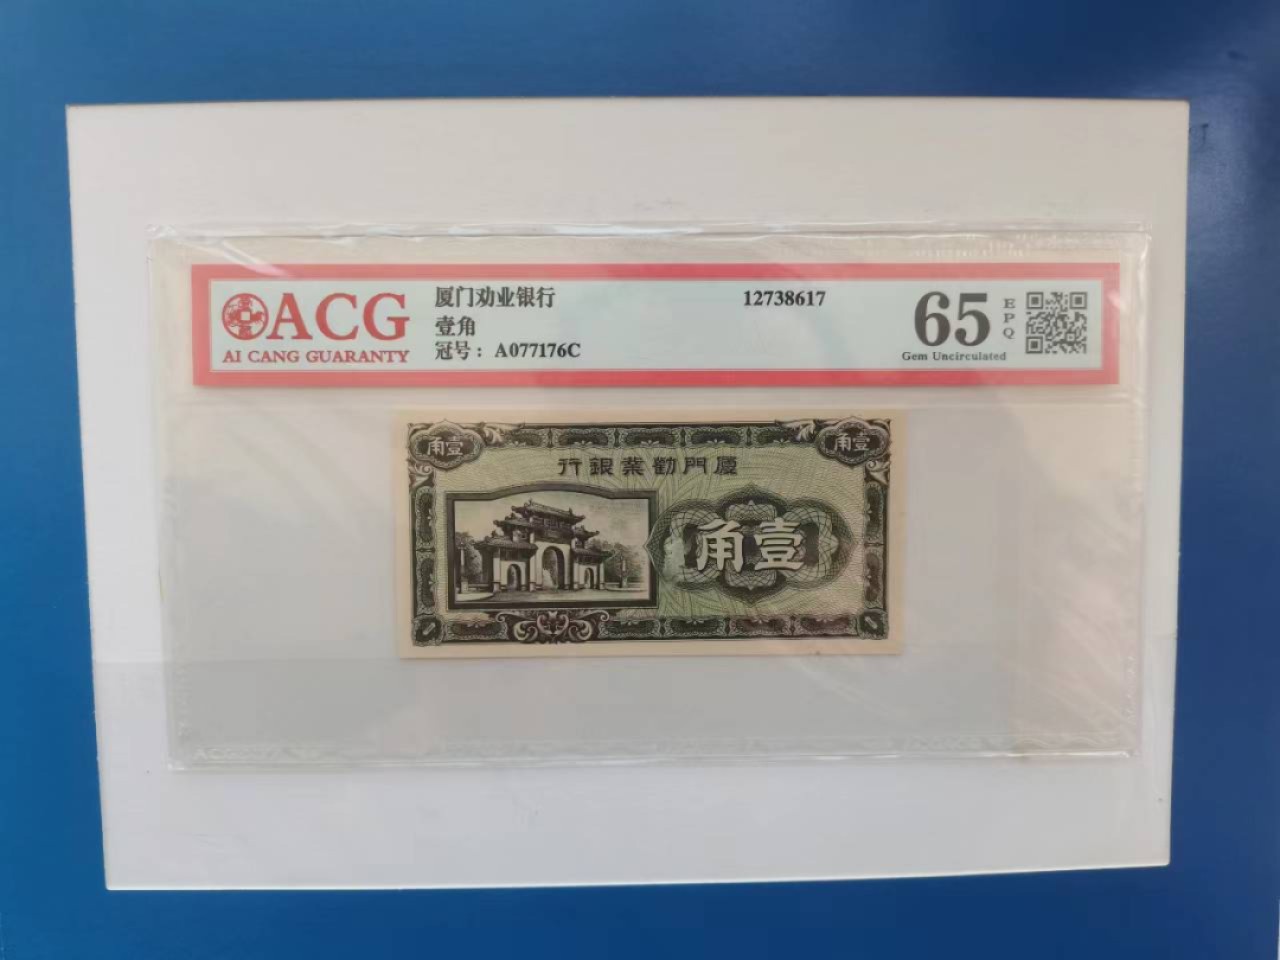 ACG
AI CANG GUARANTY
厦门劝业银行
壹角
冠号: A077176C
12738617
65
EPQ
Gem Uncirculated
角壹
角壹
行銀業勸門廈
角壹